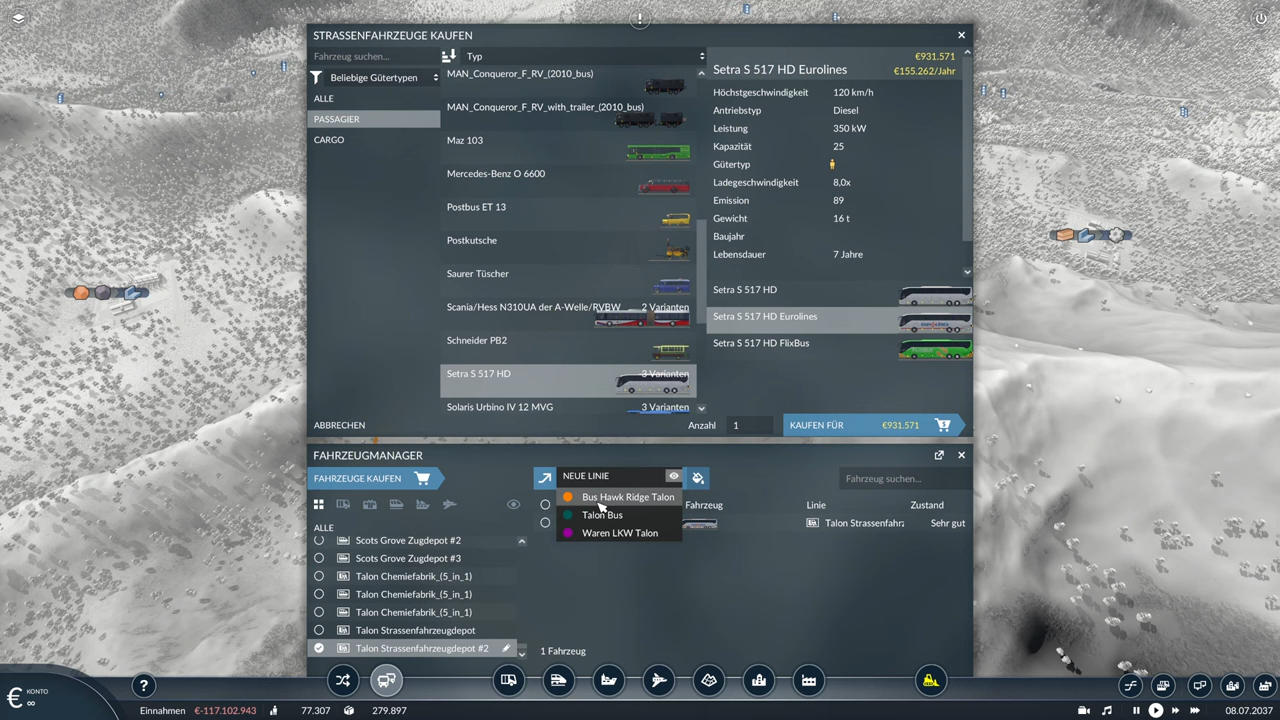 STRASSENFAHRZEUGE KAUFEN
Fahrzeug suchen...
Typ
Beliebige Gütertypen
ALLE
PASSAGIER
CARGO
MAN_Conqueror_F_RV_(2010_bus)
MAN_Conqueror_F_RV_with_trailer_(2010_bus)
Maz 103
Mercedes-Benz O 6600
Postbus ET 13
Postkutsche
Saurer Tüscher
Scania/Hess N310UA der A-Welle/RVBW 2 Varianten
Schneider PB2
Setra S 517 HD 3 Varianten
Solaris Urbino IV 12 MVG 3 Varianten
€931.571
Setra S 517 HD Eurolines €155.262/Jahr
Höchstgeschwindigkeit 120 km/h
Antriebstyp Diesel
Leistung 350 kW
Kapazität 25
Gütertyp
Ladegeschwindigkeit 8,0x
Emission 89
Gewicht 16 t
Baujahr
Lebensdauer 7 Jahre
Setra S 517 HD
Setra S 517 HD Eurolines
Setra S 517 HD FlixBus
ABBRECHEN
Anzahl 1
KAUFEN FÜR €931.571
FAHRZEUGMANAGER
FAHRZEUGE KAUFEN
NEUE LINIE
Fahrzeug suchen...
Bus Hawk Ridge Talon
Talon Bus
Waren LKW Talon
Fahrzeug Linie Zustand
Talon Strassenfahrz Sehr gut
ALLE
Scots Grove Zugdepot #2
Scots Grove Zugdepot #3
Talon Chemiefabrik_(5_in_1)
Talon Chemiefabrik_(5_in_1)
Talon Chemiefabrik_(5_in_1)
Talon Strassenfahrzeugdepot
Talon Strassenfahrzeugdepot #2
1 Fahrzeug
€ KONTO
∞
?
Einnahmen €-117.102.943 77.307 279.897
08.07.2037